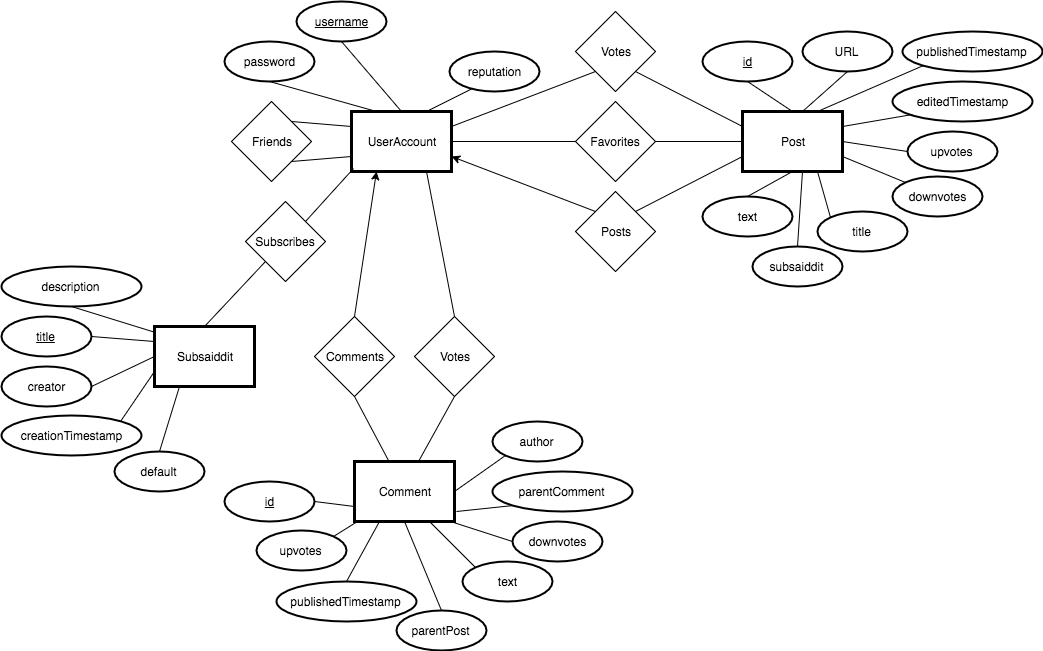 username
password
reputation
Votes
id
URL
publishedTimestamp
editedTimestamp
Friends
UserAccount
Favorites
Post
upvotes
downvotes
text
title
subsaiddit
Posts
Subscribes
description
title
Subsaiddit
creator
creationTimestamp
default
Comments
Votes
author
Comment
parentComment
id
downvotes
upvotes
text
publishedTimestamp
parentPost